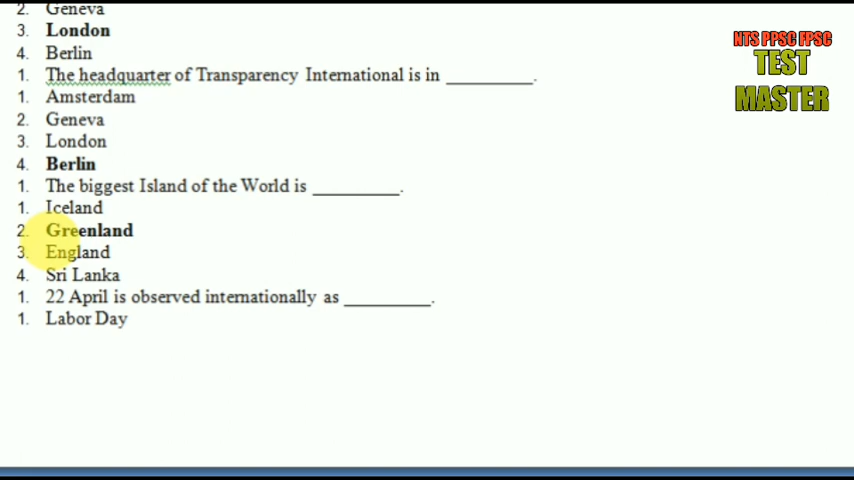 2. Geneva
3. London
4. Berlin
1. The headquarter of Transparency International is in __________.
1. Amsterdam
2. Geneva
3. London
4. Berlin
1. The biggest Island of the World is __________.
1. Iceland
2. Greenland
3. England
4. Sri Lanka
1. 22 April is observed internationally as __________.
1. Labor Day
NTS PPSC FPSC
TEST
MASTER